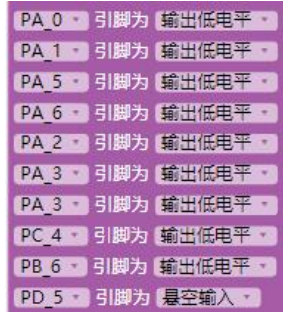 PA_0 引脚为 输出低电平
PA_1 引脚为 输出低电平
PA_5 引脚为 输出低电平
PA_6 引脚为 输出低电平
PA_2 引脚为 输出低电平
PA_3 引脚为 输出低电平
PA_3 引脚为 输出低电平
PC_4 引脚为 输出低电平
PB_6 引脚为 输出低电平
PD_5 引脚为 悬空输入